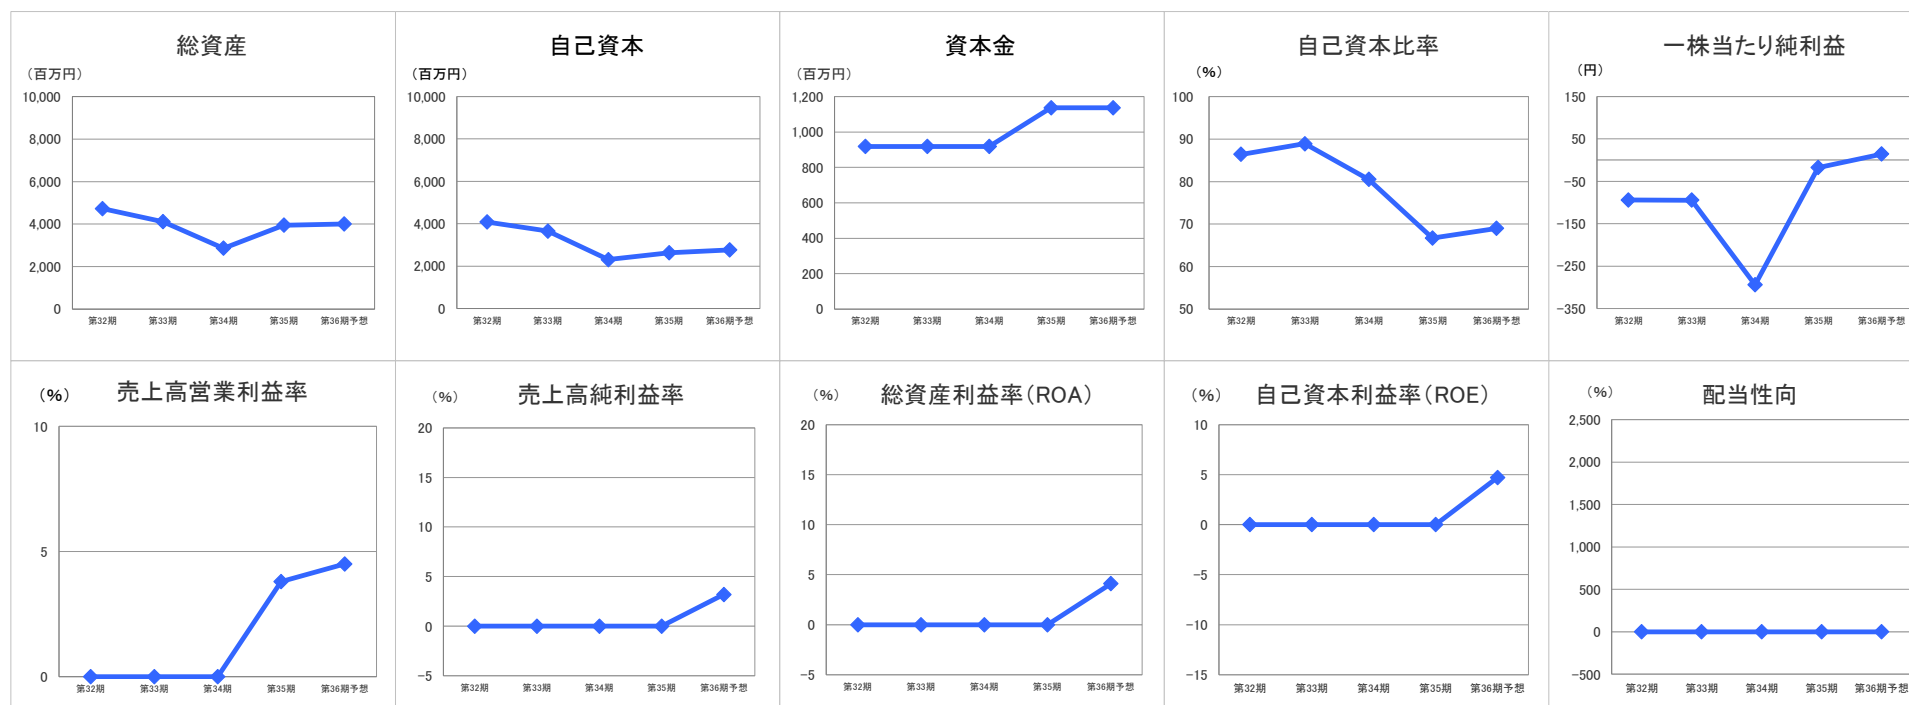 総資産
（百万円）
10,000
8,000
6,000
4,000
2,000
0
第32期 第33期 第34期 第35期 第36期予想
自己資本
（百万円）
10,000
8,000
6,000
4,000
2,000
0
第32期 第33期 第34期 第35期 第36期予想
資本金
（百万円）
1,200
1,000
800
600
400
200
0
第32期 第33期 第34期 第35期 第36期予想
自己資本比率
（%）
100
90
80
70
60
50
第32期 第33期 第34期 第35期 第36期予想
一株当たり純利益
（円）
150
50
-50
-150
-250
-350
第32期 第33期 第34期 第35期 第36期予想
売上高営業利益率
（%）
10
5
0
第32期 第33期 第34期 第35期 第36期予想
売上高純利益率
（%）
20
15
10
5
0
-5
第32期 第33期 第34期 第35期 第36期予想
総資産利益率（ROA）
（%）
20
15
10
5
0
-5
第32期 第33期 第34期 第35期 第36期予想
自己資本利益率（ROE）
（%）
10
5
0
-5
-10
-15
第32期 第33期 第34期 第35期 第36期予想
配当性向
（%）
2,500
2,000
1,500
1,000
500
0
-500
第32期 第33期 第34期 第35期 第36期予想